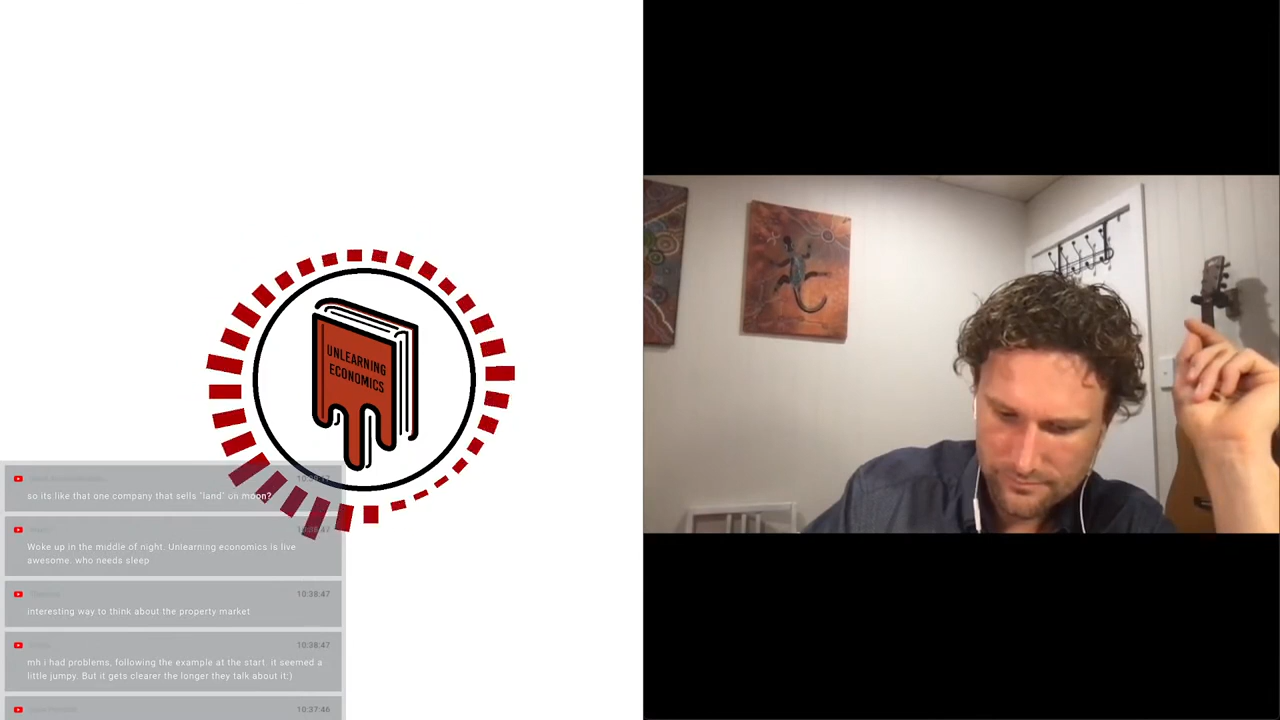 UNLEARNING
ECONOMICS
so its like that one company that sells "land" on moon?
Woke up in the middle of night. Unlearning economics is live
awesome. who needs sleep
10:38:47
interesting way to think about the property market
10:38:47
mh i had problems, following the example at the start. it seemed a
little jumpy. But it gets clearer the longer they talk about it:)
10:37:46